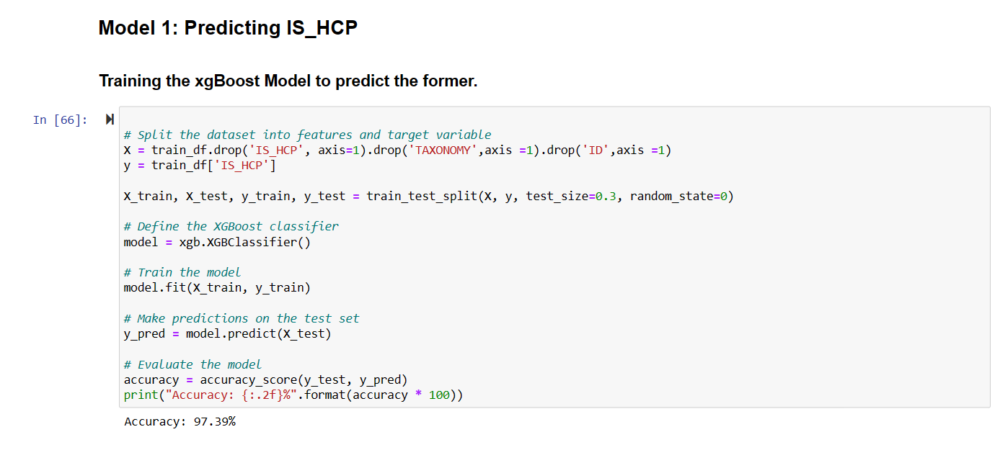 Model 1: Predicting IS_HCP
Training the xgBoost Model to predict the former.
In [66]:
# Split the dataset into features and target variable
X = train_df.drop('IS_HCP', axis=1).drop('TAXONOMY',axis =1).drop('ID',axis =1)
y = train_df['IS_HCP']
X_train, X_test, y_train, y_test = train_test_split(X, y, test_size=0.3, random_state=0)
# Define the XGBoost classifier
model = xgb.XGBClassifier()
# Train the model
model.fit(X_train, y_train)
# Make predictions on the test set
y_pred = model.predict(X_test)
# Evaluate the model
accuracy = accuracy_score(y_test, y_pred)
print("Accuracy: {:.2f}%".format(accuracy * 100))
Accuracy: 97.39%